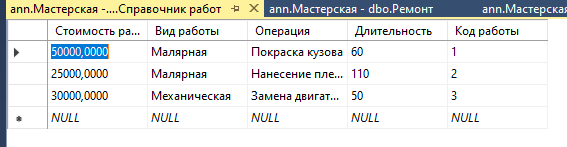 ann.Мастерская -....Справочник работ ann.Мастерская - dbo.Ремонт ann.Мастерская
Стоимость ра... Вид работы Операция Длительность Код работы
50000,0000 Малярная Покраска кузова 60 1
25000,0000 Малярная Нанесение пле... 110 2
30000,0000 Механическая Замена двигат... 50 3
NULL NULL NULL NULL NULL